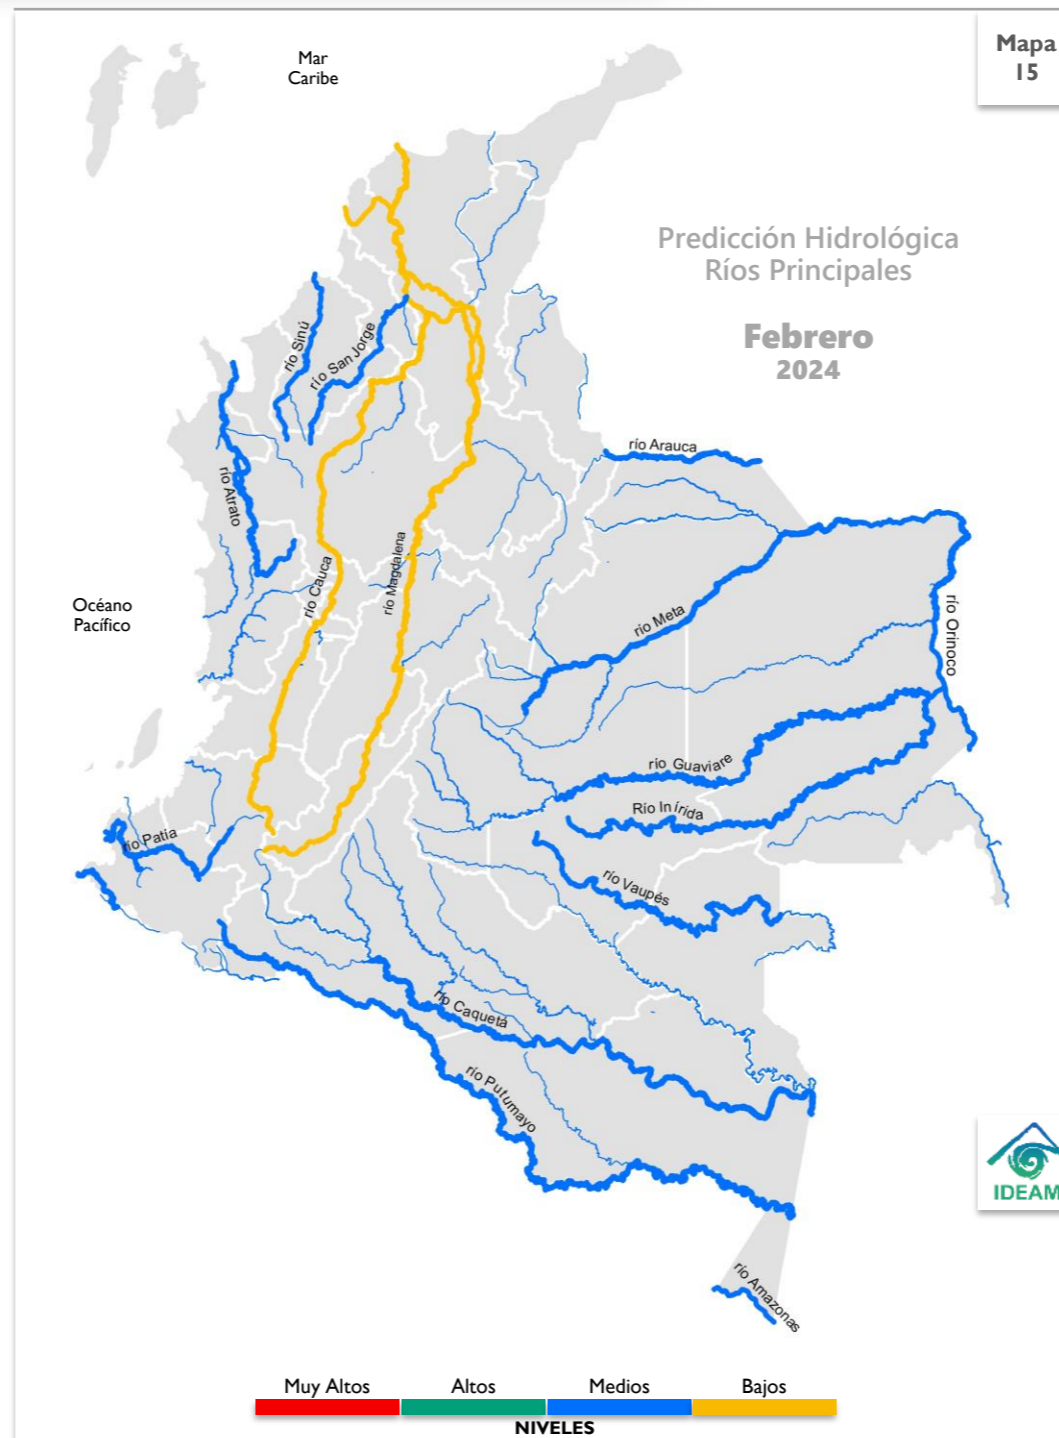 Mapa
15
Mar
Caribe
Predicción Hidrológica
Ríos Principales
Febrero
2024
río Sinú
río San Jorge
río Arauca
río Atrato
río Cauca
río Magdalena
Océano
Pacífico
río Meta
río Orinoco
río Guaviare
Río Inírida
río Patía
río Vaupés
río Caquetá
río Putumayo
IDEAM
río Amazonas
Muy Altos
Altos
Medios
Bajos
NIVELES